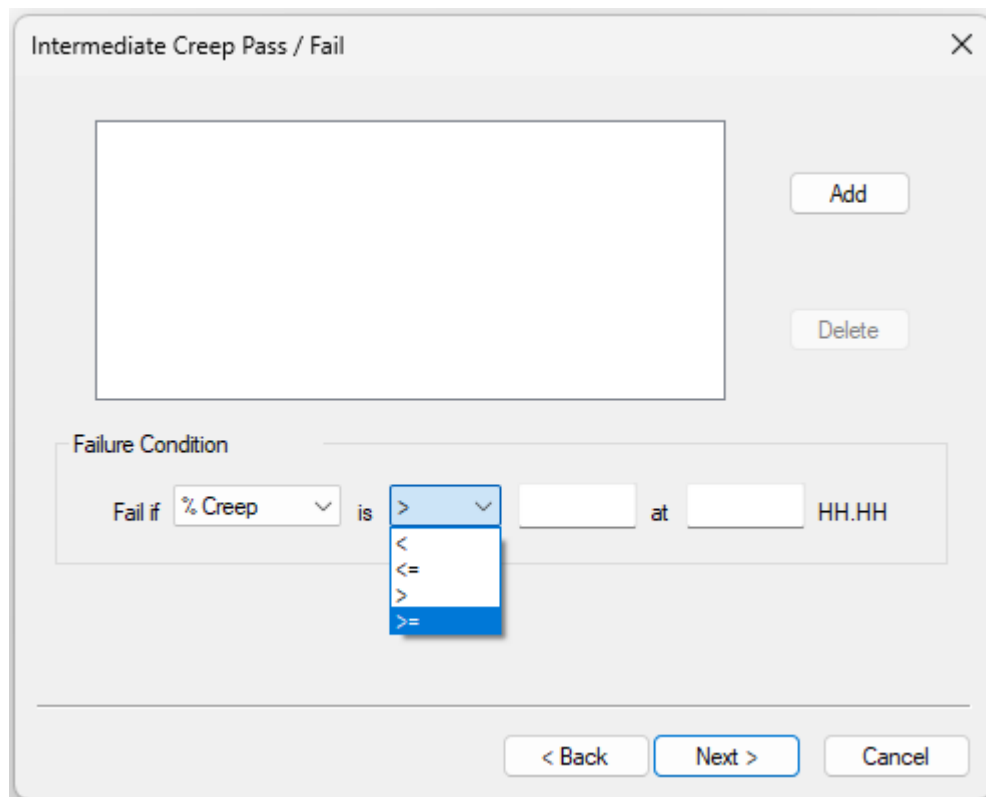 Intermediate Creep Pass / Fail
Add
Delete
Failure Condition
Fail if % Creep is > at HH.HH
<
<=
>
>=
< Back Next > Cancel